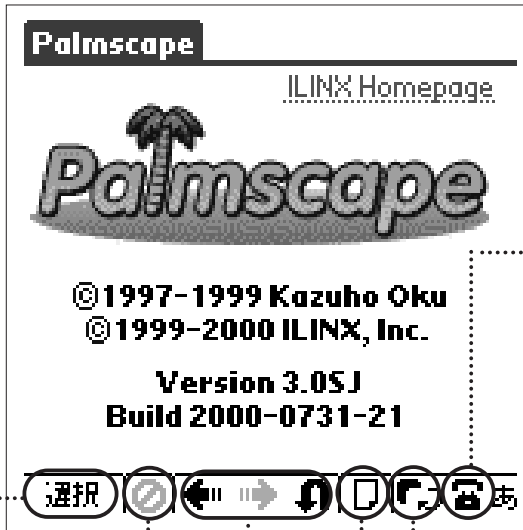 Palmscape
ILINX Homepage
Palmscape
©1997-1999 Kazuho Oku
©1999-2000 ILINX, Inc.
Version 3.0SJ
Build 2000-0731-21
選択
あ